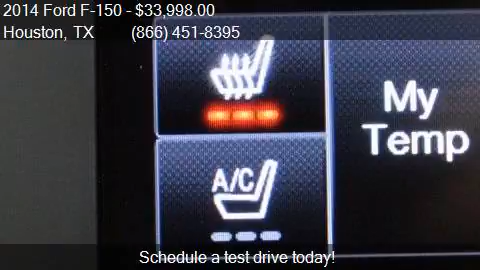 2014 Ford F-150 - $33,998.00
Houston, TX (866) 451-8395
My
Temp
A/C
Schedule a test drive today!